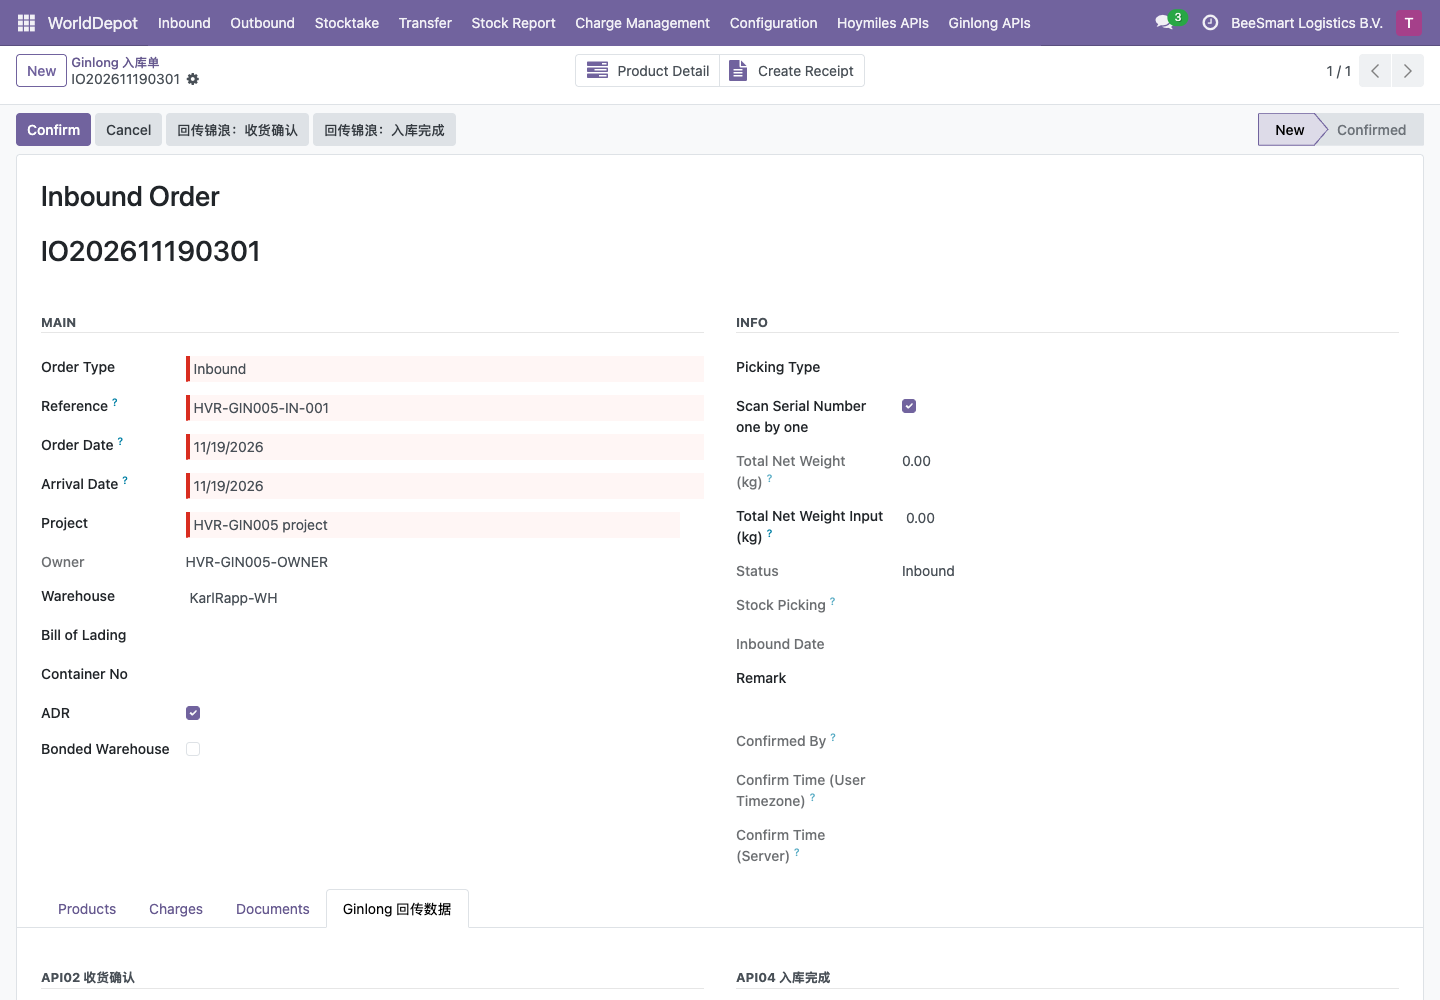 WorldDepot Inbound Outbound Stocktake Transfer Stock Report Charge Management Configuration Hoymiles APIs Ginlong APIs 3 BeeSmart Logistics B.V. T
New
Ginlong 入库单
IO202611190301
Product Detail
Create Receipt
1 / 1
Confirm
Cancel
回传锦浪：收货确认
回传锦浪：入库完成
New
Confirmed
Inbound Order
IO202611190301
MAIN
Order Type
Inbound
Reference ?
HVR-GIN005-IN-001
Order Date ?
11/19/2026
Arrival Date ?
11/19/2026
Project
HVR-GIN005 project
Owner
HVR-GIN005-OWNER
Warehouse
KarlRapp-WH
Bill of Lading
Container No
ADR
Bonded Warehouse
INFO
Picking Type
Scan Serial Number
one by one
Total Net Weight
(kg) ?
0.00
Total Net Weight Input
(kg) ?
0.00
Status
Inbound
Stock Picking ?
Inbound Date
Remark
Confirmed By ?
Confirm Time (User
Timezone) ?
Confirm Time
(Server) ?
Products
Charges
Documents
Ginlong 回传数据
API02 收货确认
API04 入库完成